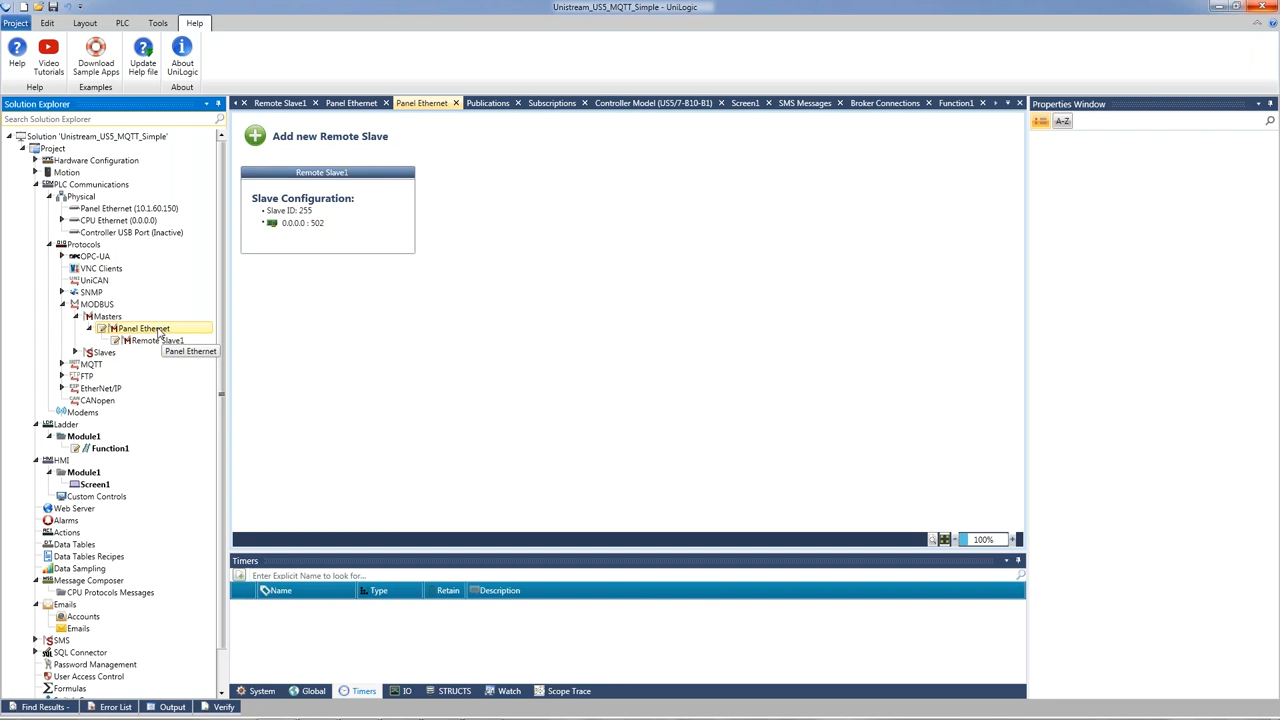 Unistream_US5_MQTT_Simple - UniLogic
Project Edit Layout PLC Tools Help
Help Video Tutorials Download Sample Apps Update Help file About UniLogic
Help Examples About
Solution Explorer
Search Solution Explorer
Solution 'Unistream_US5_MQTT_Simple'
Project
Hardware Configuration
Motion
PLC Communications
Physical
Panel Ethernet (10.1.60.150)
CPU Ethernet (0.0.0.0)
Controller USB Port (Inactive)
Protocols
OPC-UA
VNC Clients
UniCAN
SNMP
MODBUS
Masters
Panel Ethernet
Remote Slave1
Panel Ethernet
Slaves
MQTT
FTP
EtherNet/IP
CANopen
Modems
Ladder
Module1
Function1
HMI
Module1
Screen1
Custom Controls
Web Server
Alarms
Actions
Data Tables
Data Tables Recipes
Data Sampling
Message Composer
CPU Protocols Messages
Emails
Accounts
Emails
SMS
SQL Connector
Password Management
User Access Control
Formulas
Remote Slave1 Panel Ethernet Panel Ethernet Publications Subscriptions Controller Model (US5/7-B10-B1) Screen1 SMS Messages Broker Connections Function1
Add new Remote Slave
Remote Slave1
Slave Configuration:
• Slave ID: 255
• 0.0.0.0 : 502
100%
Timers
Enter Explicit Name to look for...
Name Type Retain Description
System Global Timers IO STRUCTS Watch Scope Trace
Properties Window
A-Z
Find Results - Error List Output Verify